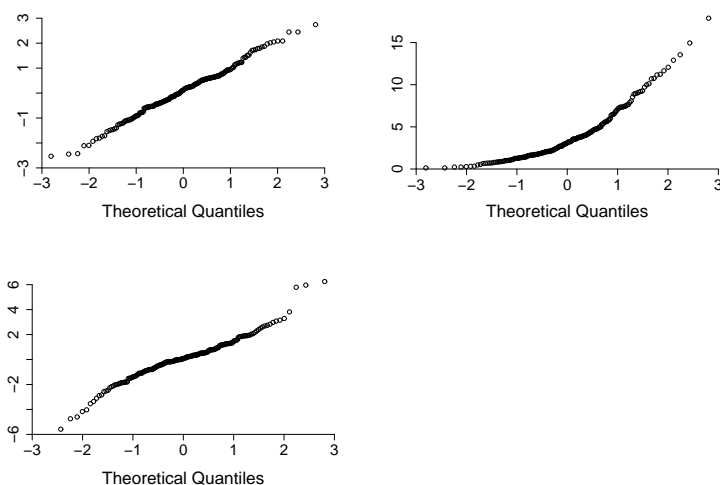 3
2
1
−1
−3
−3 −2 −1 0 1 2 3
Theoretical Quantiles
15
10
5
0
−3 −2 −1 0 1 2 3
Theoretical Quantiles
6
4
2
−2
−6
−3 −2 −1 0 1 2 3
Theoretical Quantiles